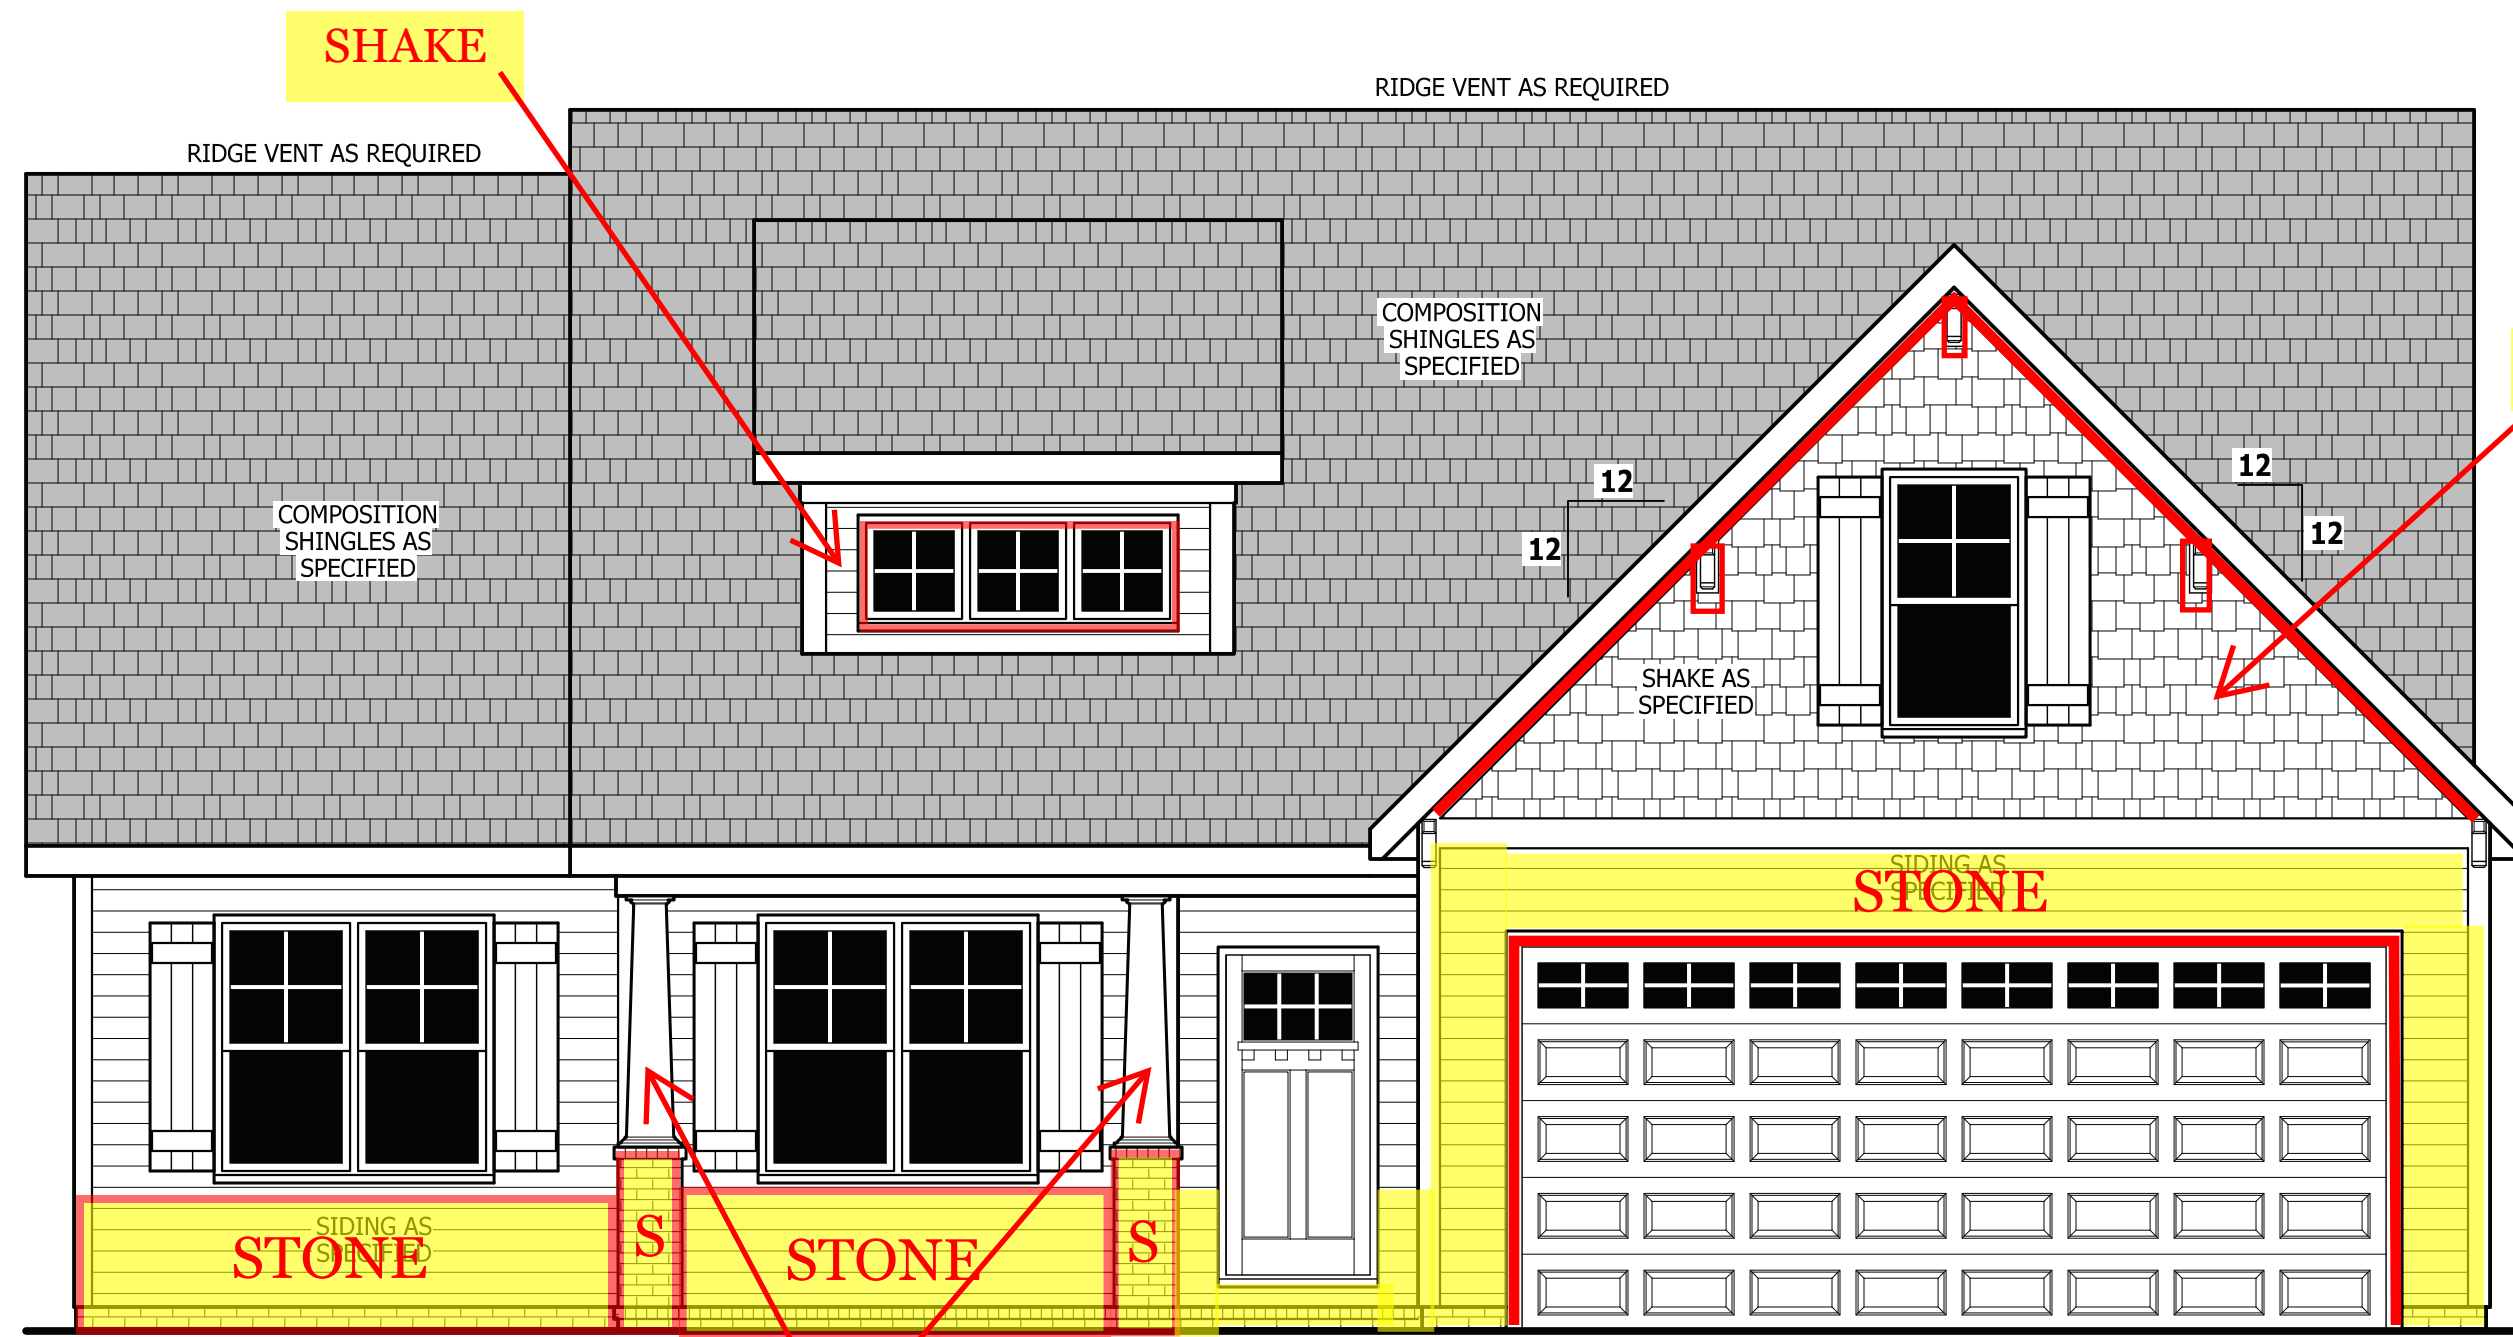 SHAKE
RIDGE VENT AS REQUIRED
RIDGE VENT AS REQUIRED
COMPOSITION
SHINGLES AS
SPECIFIED
12
12
12
12
COMPOSITION
SHINGLES AS
SPECIFIED
SHAKE AS
SPECIFIED
SIDING AS
SPECIFIED
STONE
SIDING AS
SPECIFIED
STONE
S
STONE
S